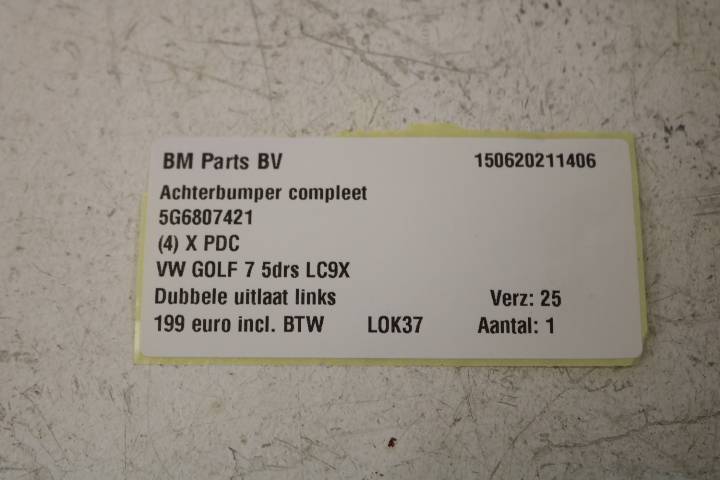 BM Parts BV 150620211406
Achterbumper compleet
5G6807421
(4) X PDC
VW GOLF 7 5drs LC9X
Dubbele uitlaat links Verz: 25
199 euro incl. BTW LOK37 Aantal: 1